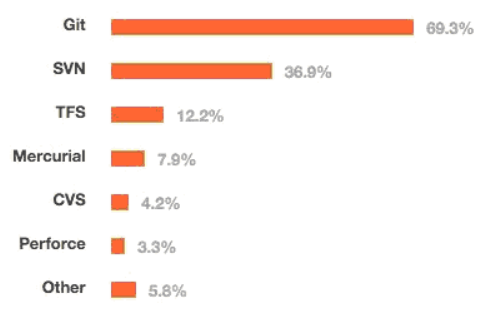 Git 69.3%
SVN 36.9%
TFS 12.2%
Mercurial 7.9%
CVS 4.2%
Perforce 3.3%
Other 5.8%